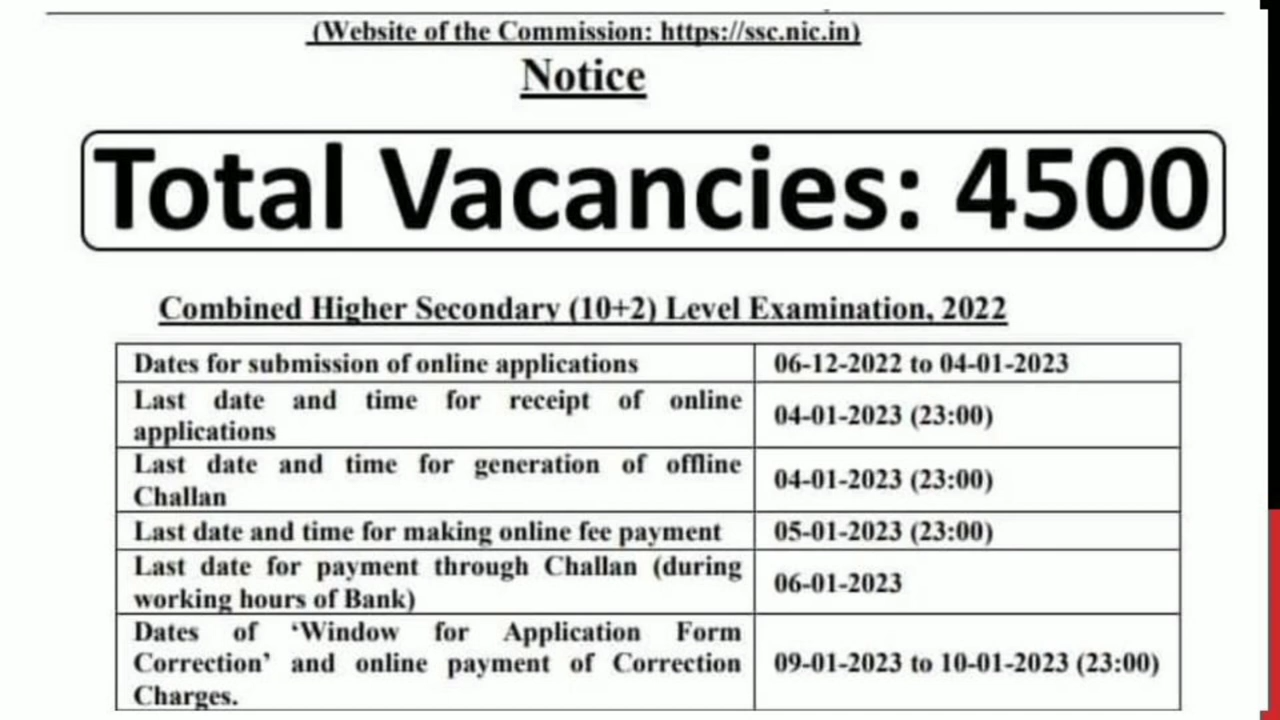 (Website of the Commission: https://ssc.nic.in)
Notice
Total Vacancies: 4500
Combined Higher Secondary (10+2) Level Examination, 2022
Dates for submission of online applications
06-12-2022 to 04-01-2023
Last date and time for receipt of online
applications
04-01-2023 (23:00)
Last date and time for generation of offline
Challan
04-01-2023 (23:00)
Last date and time for making online fee payment
05-01-2023 (23:00)
Last date for payment through Challan (during
working hours of Bank)
06-01-2023
Dates of ‘Window for Application Form
Correction’ and online payment of Correction
Charges.
09-01-2023 to 10-01-2023 (23:00)